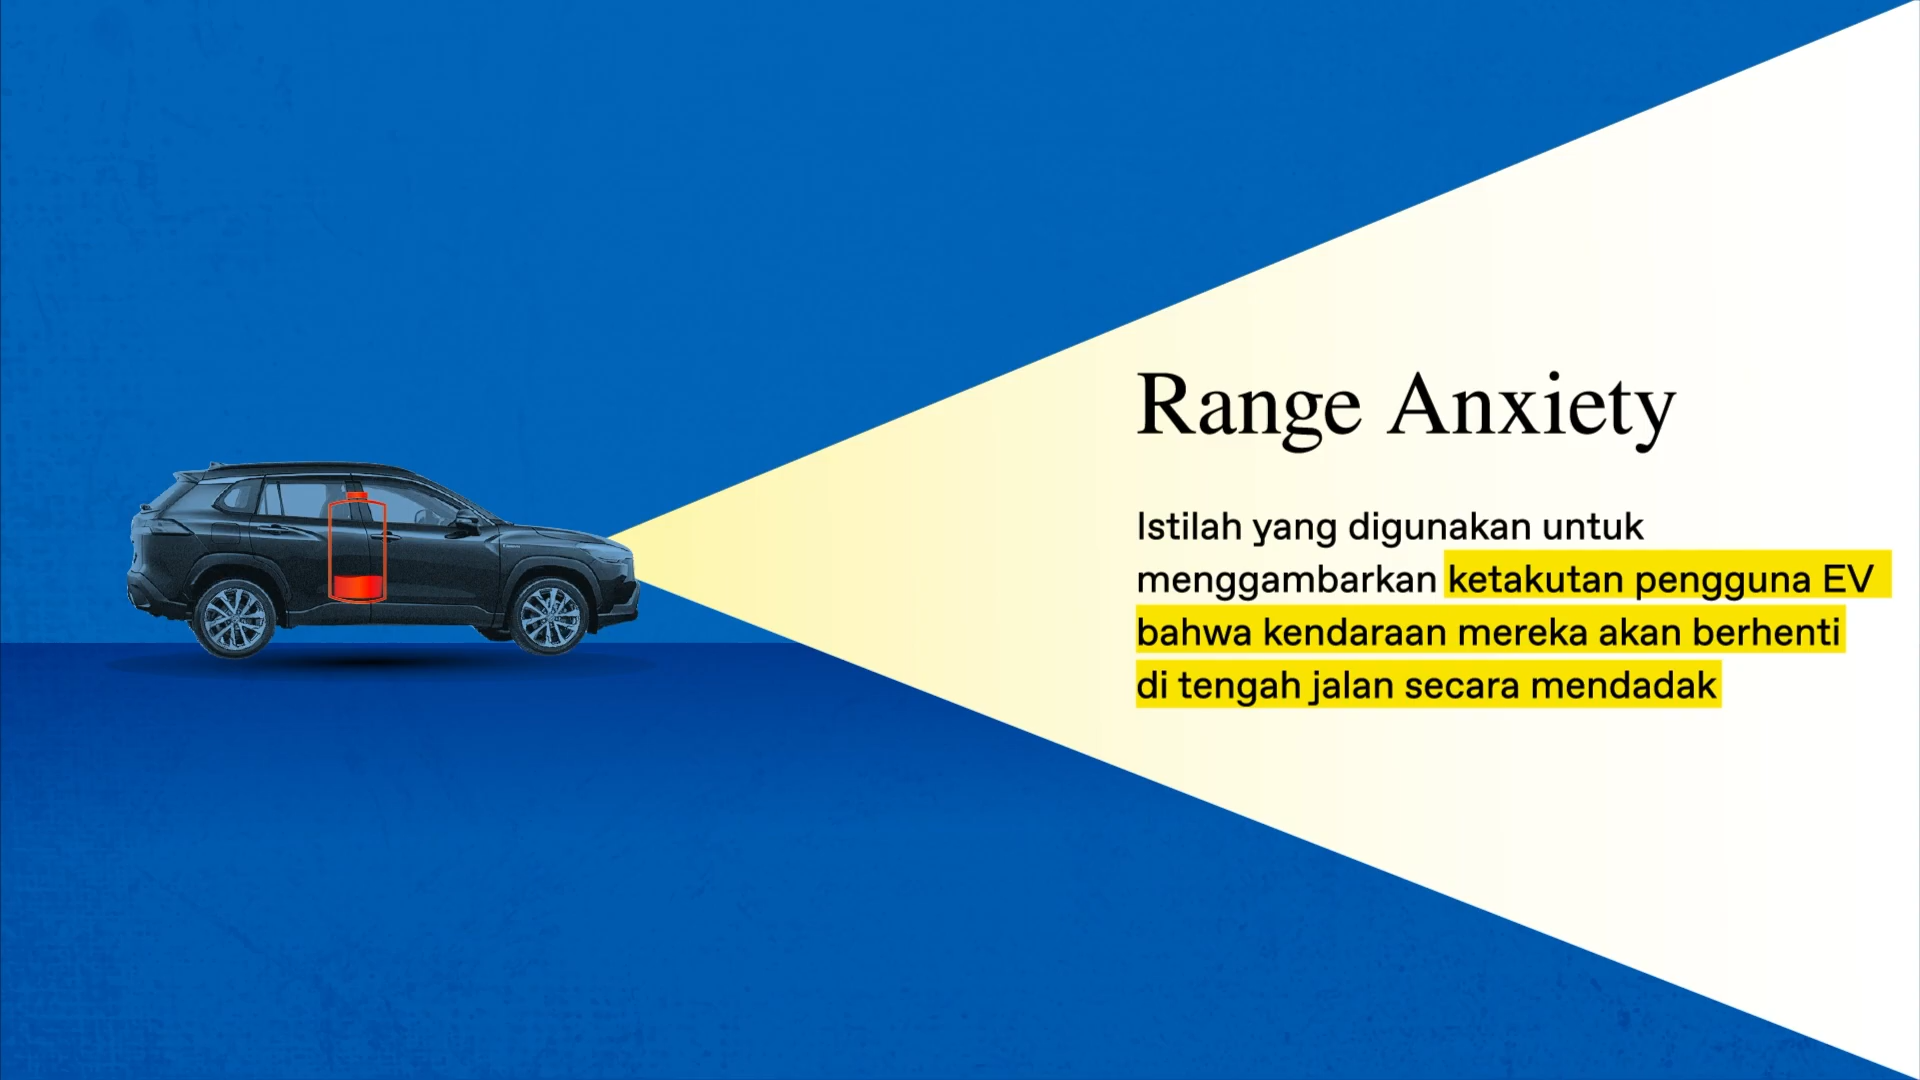 Range Anxiety
Istilah yang digunakan untuk
menggambarkan ketakutan pengguna EV
bahwa kendaraan mereka akan berhenti
di tengah jalan secara mendadak